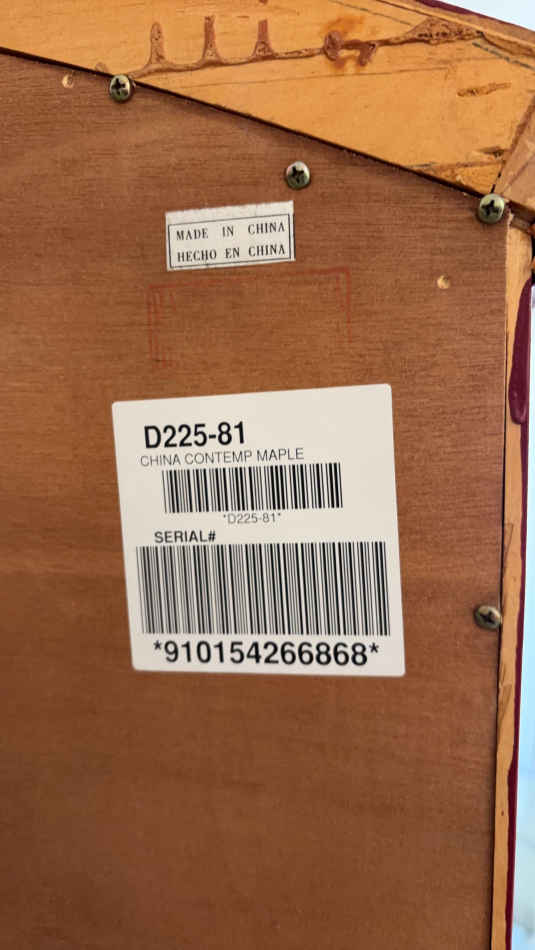 MADE IN CHINA
HECHO EN CHINA
D225-81
CHINA CONTEMP MAPLE
*D225-81*
SERIAL#
*910154266868*